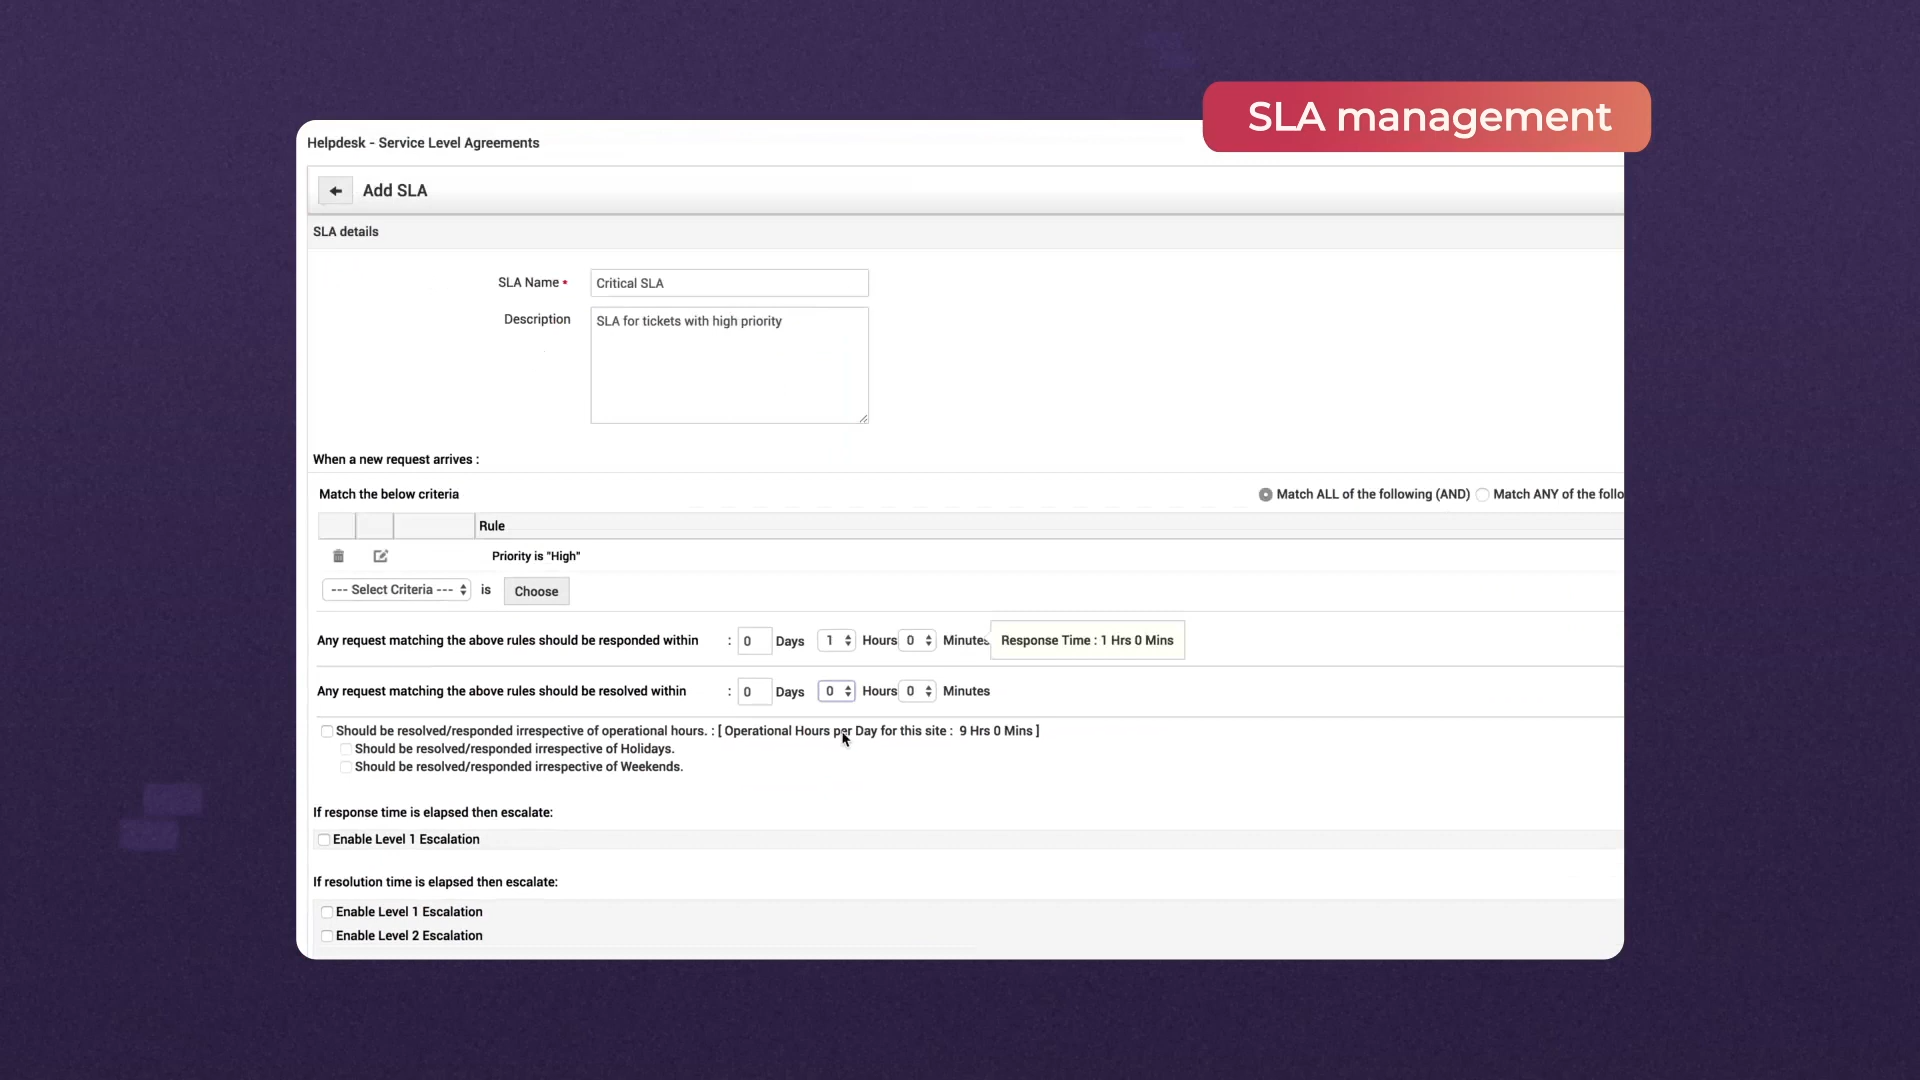 SLA management
Helpdesk - Service Level Agreements
Add SLA
SLA details
SLA Name *
Critical SLA
Description
SLA for tickets with high priority
When a new request arrives :
Match the below criteria
Match ALL of the following (AND) Match ANY of the follo
Rule
Priority is "High"
--- Select Criteria --- is Choose
Any request matching the above rules should be responded within : 0 Days 1 Hours 0 Minutes Response Time : 1 Hrs 0 Mins
Any request matching the above rules should be resolved within : 0 Days 0 Hours 0 Minutes
Should be resolved/responded irrespective of operational hours. : [ Operational Hours per Day for this site : 9 Hrs 0 Mins ]
Should be resolved/responded irrespective of Holidays.
Should be resolved/responded irrespective of Weekends.
If response time is elapsed then escalate:
Enable Level 1 Escalation
If resolution time is elapsed then escalate:
Enable Level 1 Escalation
Enable Level 2 Escalation